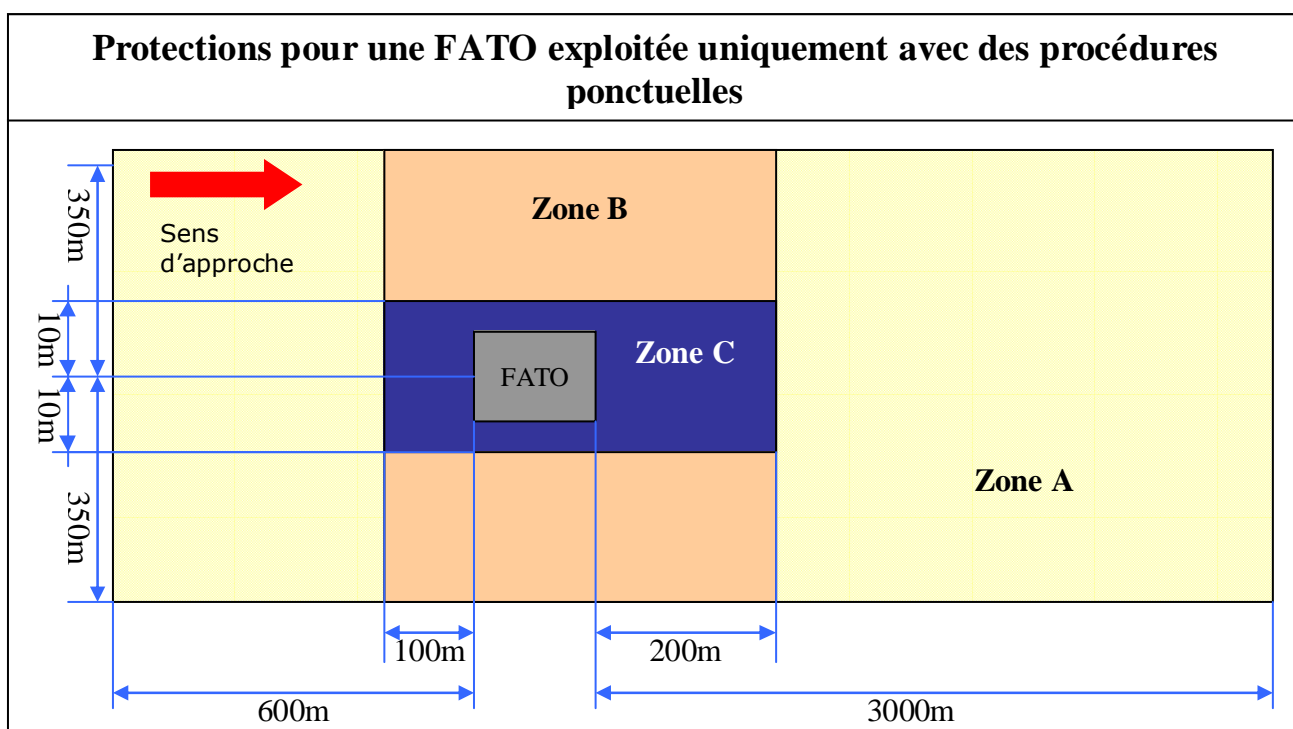 Protections pour une FATO exploitée uniquement avec des procédures
ponctuelles
Sens
d’approche
Zone B
Zone C
FATO
Zone A
350m
10m
10m
350m
100m
200m
600m
3000m